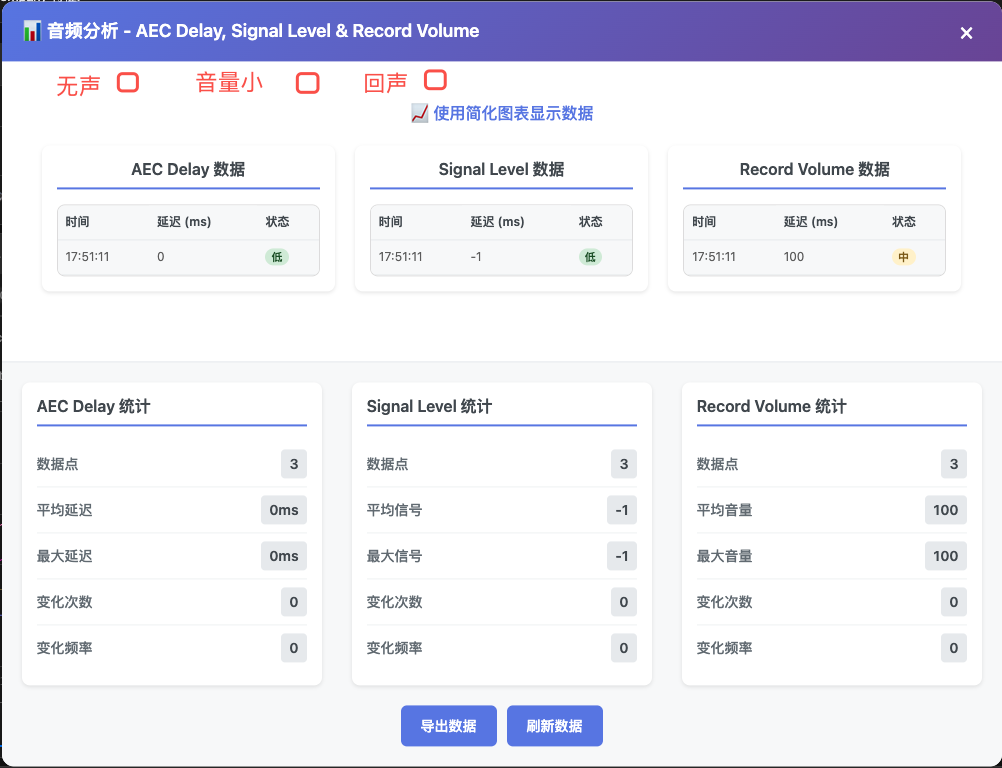 音频分析 - AEC Delay, Signal Level & Record Volume ×
无声 音量小 回声
使用简化图表显示数据
AEC Delay 数据
时间 延迟 (ms) 状态
17:51:11 0 低
Signal Level 数据
时间 延迟 (ms) 状态
17:51:11 -1 低
Record Volume 数据
时间 延迟 (ms) 状态
17:51:11 100 中
AEC Delay 统计
数据点 3
平均延迟 0ms
最大延迟 0ms
变化次数 0
变化频率 0
Signal Level 统计
数据点 3
平均信号 -1
最大信号 -1
变化次数 0
变化频率 0
Record Volume 统计
数据点 3
平均音量 100
最大音量 100
变化次数 0
变化频率 0
导出数据 刷新数据